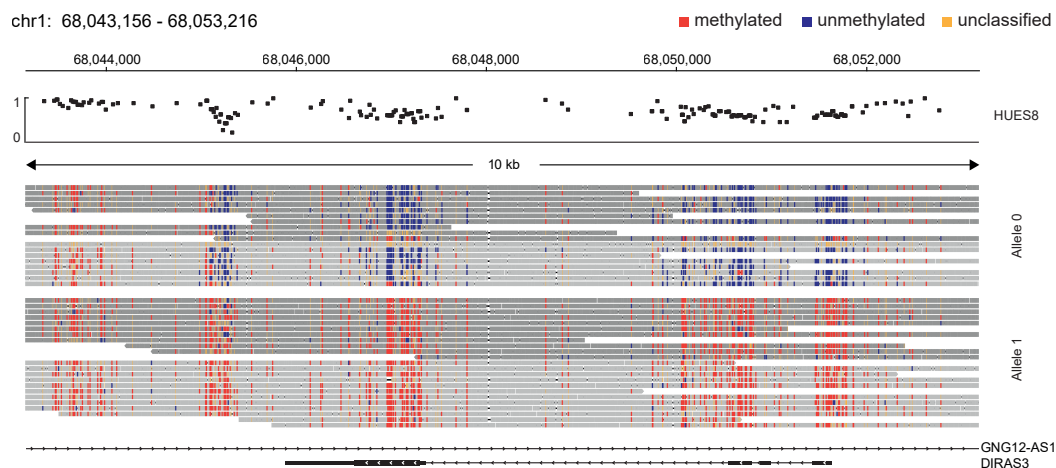 chr1: 68,043,156 - 68,053,216
methylated unmethylated unclassified
68,044,000 68,046,000 68,048,000 68,050,000 68,052,000
1
0
HUES8
10 kb
Allele 0
Allele 1
GNG12-AS1
DIRAS3